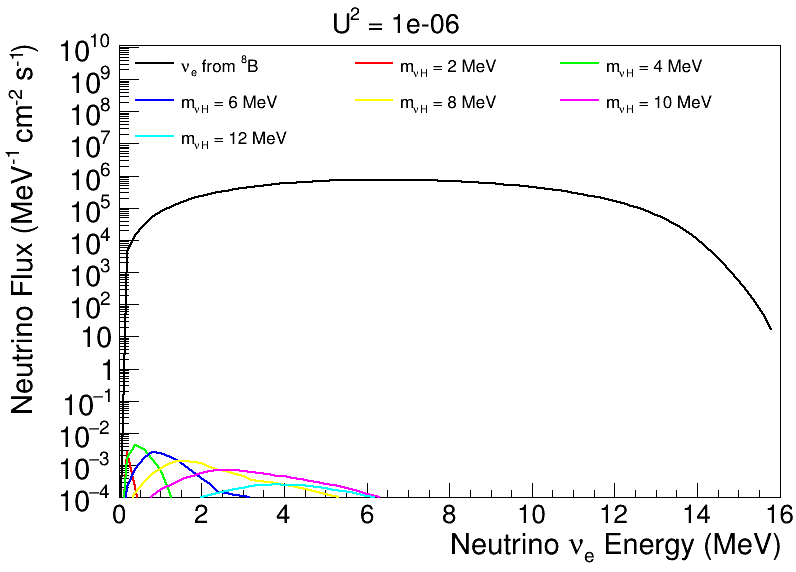 U² = 1e-06
Neutrino Flux (MeV⁻¹ cm⁻² s⁻¹)
10¹⁰
10⁹
10⁸
10⁷
10⁶
10⁵
10⁴
10³
10²
10
1
10⁻¹
10⁻²
10⁻³
10⁻⁴
νₑ from ⁸B
m_νH = 2 MeV
m_νH = 4 MeV
m_νH = 6 MeV
m_νH = 8 MeV
m_νH = 10 MeV
m_νH = 12 MeV
0 2 4 6 8 10 12 14 16
Neutrino νₑ Energy (MeV)